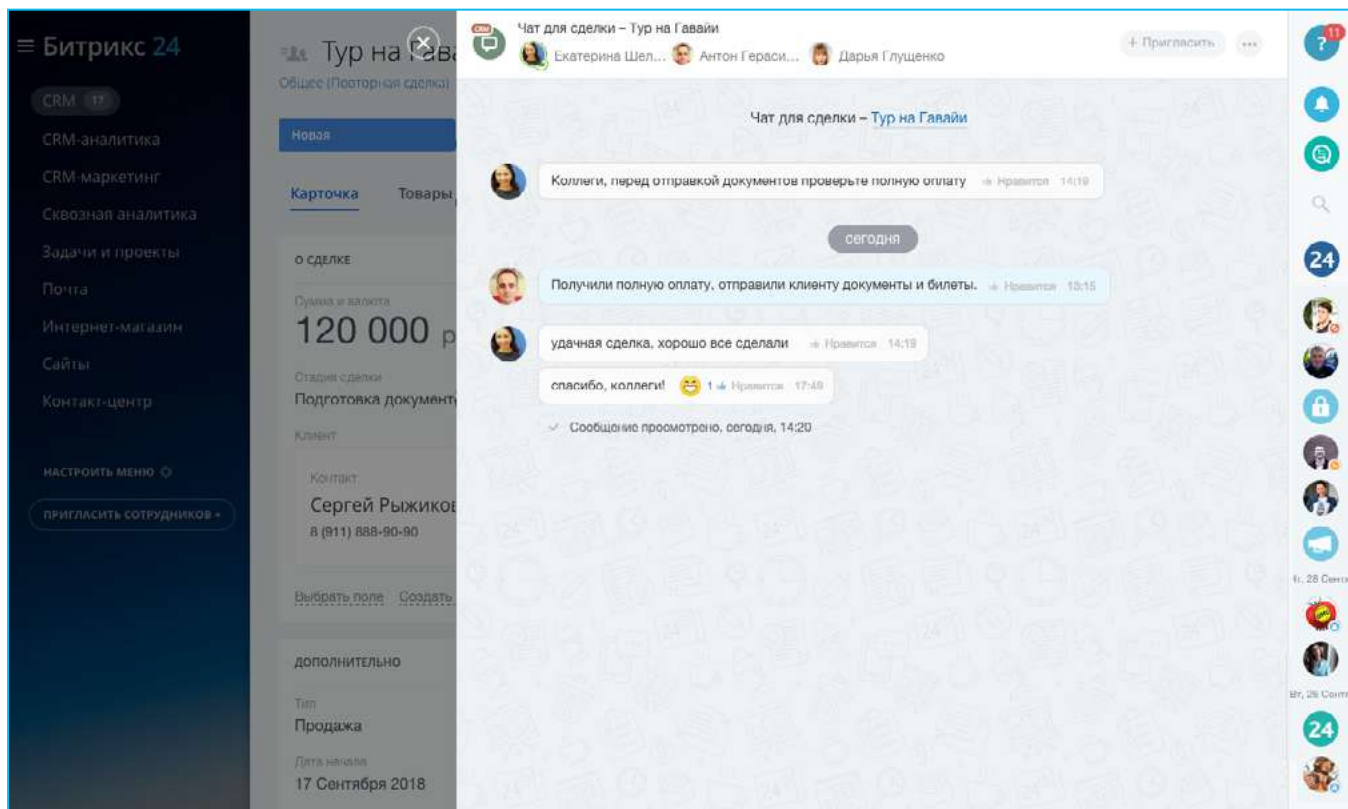 Битрикс 24
CRM 17
CRM-аналитика
CRM-маркетинг
Сквозная аналитика
Задачи и проекты
Почта
Интернет-магазин
Сайты
Контакт-центр
НАСТРОИТЬ МЕНЮ
ПРИГЛАСИТЬ СОТРУДНИКОВ +
Тур на Гава
Общее (Повторная сделка)
Новая
Карточка Товары
О СДЕЛКЕ
Сумма и валюта
120 000 р
Стадия сделки
Подготовка документ
Клиент
Контакт
Сергей Рыжиков
8 (911) 888-90-90
Выбрать поле Создать
ДОПОЛНИТЕЛЬНО
Тип
Продажа
Дата начала
17 Сентября 2018
CRM
Чат для сделки – Тур на Гавайи
Екатерина Шел... Антон Гераси... Дарья Глущенко
+ Пригласить ...
Чат для сделки – Тур на Гавайи
Коллеги, перед отправкой документов проверьте полную оплату Нравится 14:19
сегодня
Получили полную оплату, отправили клиенту документы и билеты. Нравится 13:15
удачная сделка, хорошо все сделали Нравится 14:19
спасибо, коллеги! 1 Нравится 17:49
Сообщение просмотрено, сегодня, 14:20
? 11
24
24